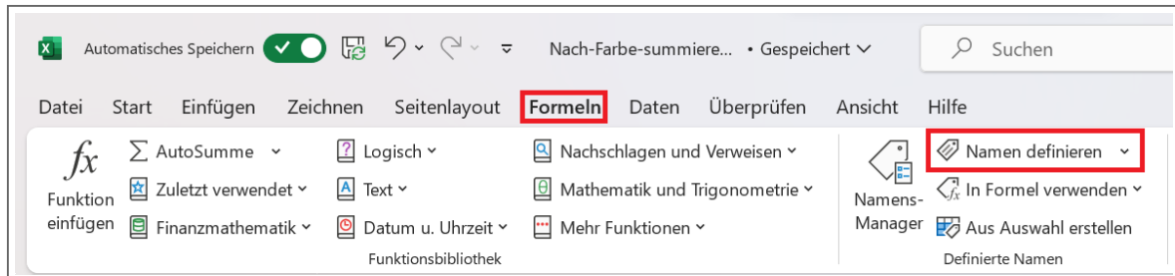 Automatisches Speichern Nach-Farbe-summiere... • Gespeichert Suchen
Datei Start Einfügen Zeichnen Seitenlayout Formeln Daten Überprüfen Ansicht Hilfe
fx Funktion einfügen
AutoSumme
Zuletzt verwendet
Finanzmathematik
Logisch
Text
Datum u. Uhrzeit
Nachschlagen und Verweisen
Mathematik und Trigonometrie
Mehr Funktionen
Funktionsbibliothek
Namens-
Manager
Namen definieren
In Formel verwenden
Aus Auswahl erstellen
Definierte Namen